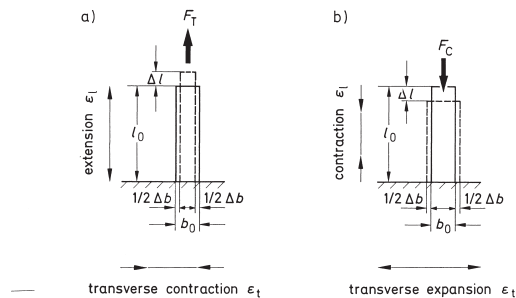 a)
F_T
Δl
extension ε_l
l_0
1/2 Δb
1/2 Δb
b_0
transverse contraction ε_t
b)
F_C
Δl
contraction ε_l
l_0
1/2 Δb
1/2 Δb
b_0
transverse expansion ε_t